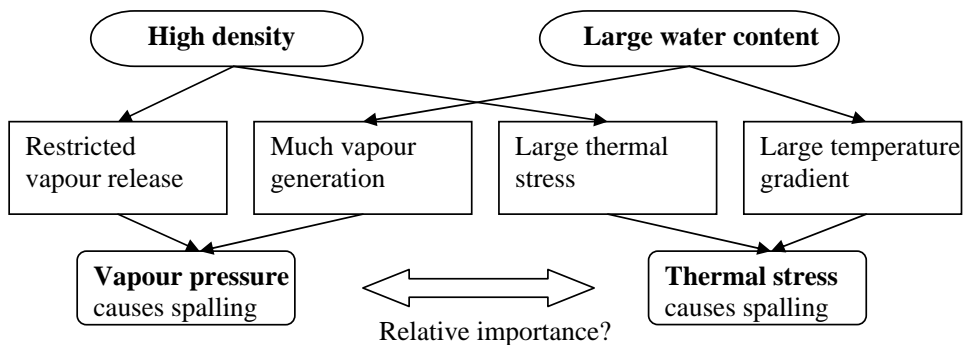 High density
Large water content
Restricted
vapour release
Much vapour
generation
Large thermal
stress
Large temperature
gradient
Vapour pressure
causes spalling
Thermal stress
causes spalling
Relative importance?